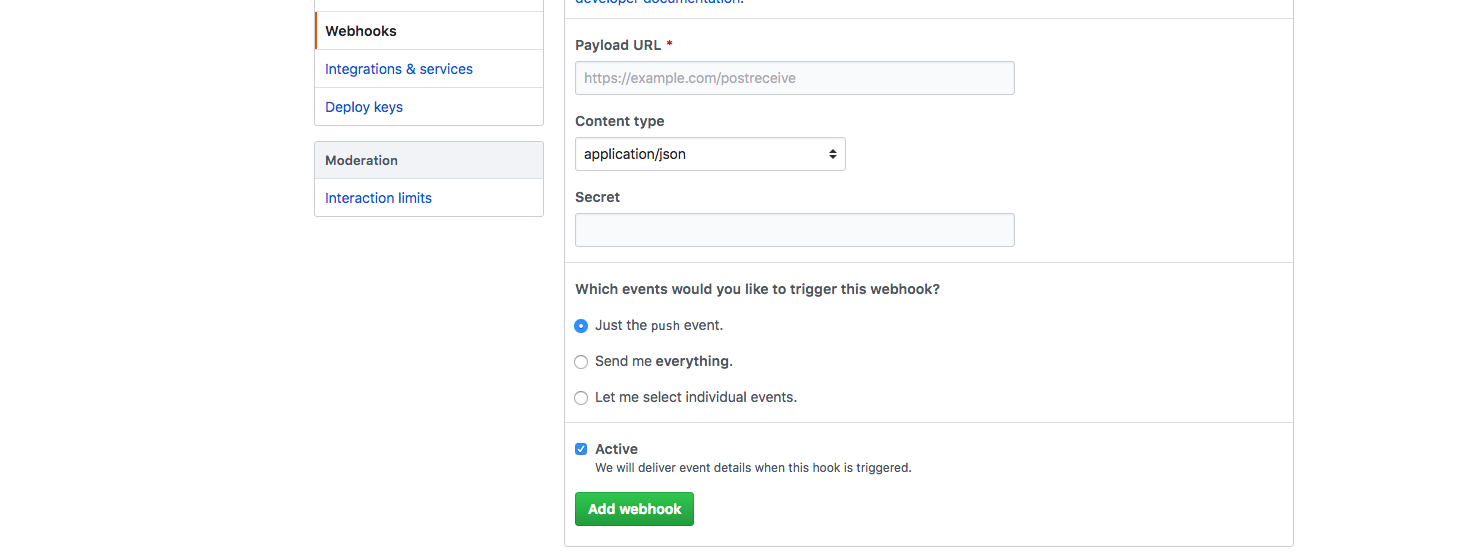 developer documentation.
Webhooks
Integrations & services
Deploy keys
Moderation
Interaction limits
Payload URL *
https://example.com/postreceive
Content type
application/json
Secret
Which events would you like to trigger this webhook?
Just the push event.
Send me everything.
Let me select individual events.
Active
We will deliver event details when this hook is triggered.
Add webhook